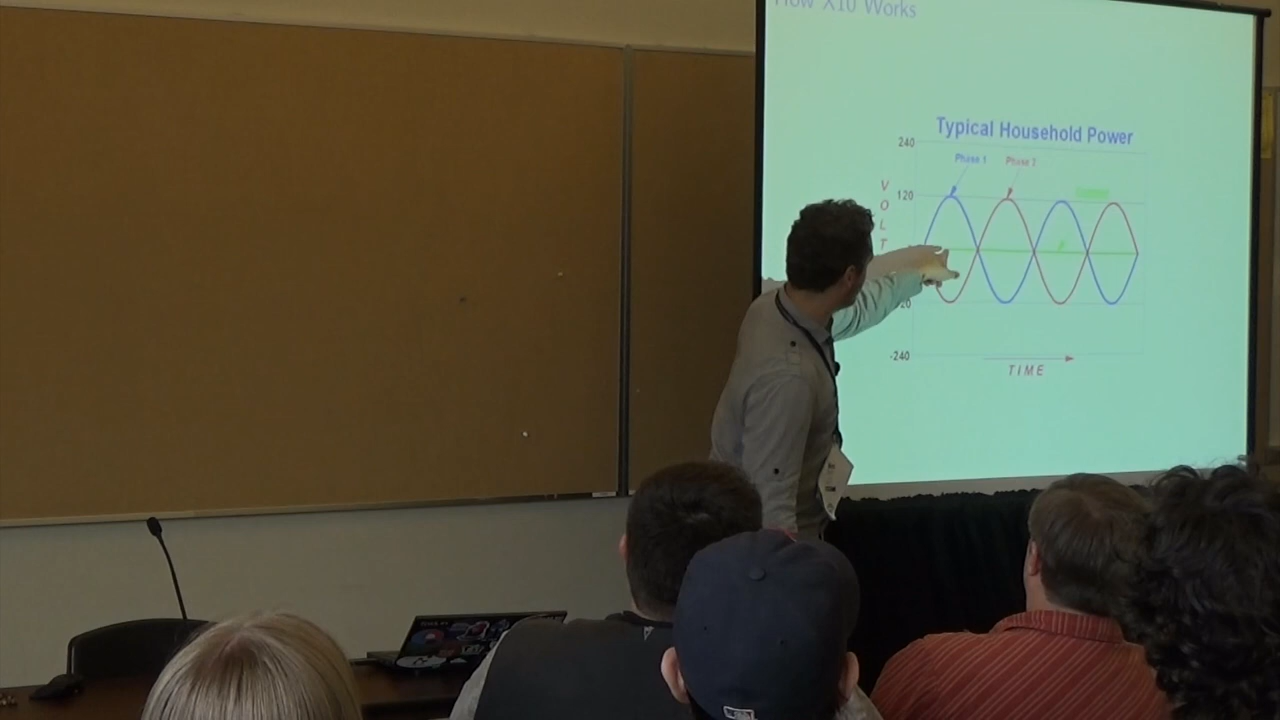 How X10 Works
Typical Household Power
240
Phase 1
Phase 2
120
V
O
L
T
-240
TIME